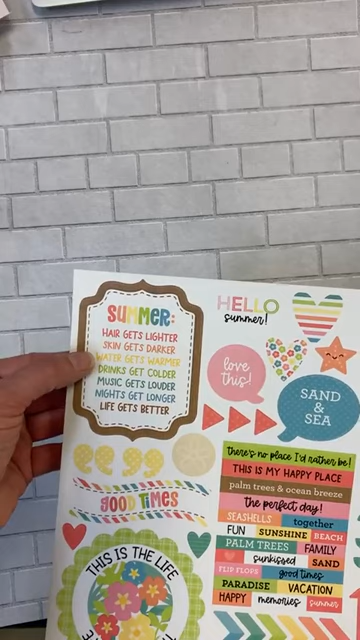 SUMMER:
HAIR GETS LIGHTER
SKIN GETS DARKER
WATER GETS WARMER
DRINKS GET COLDER
MUSIC GETS LOUDER
NIGHTS GET LONGER
LIFE GETS BETTER
HELLO
summer!
love
this!
SAND
&
SEA
GOOD TIMES
THIS IS THE LIFE
there's no place I'd rather be!
THIS IS MY HAPPY PLACE
palm trees & ocean breeze
the perfect day!
SEASHELLS together
FUN SUNSHINE BEACH
PALM TREES FAMILY
sunkissed SAND
FLIP FLOPS good times
PARADISE VACATION
HAPPY memories summer